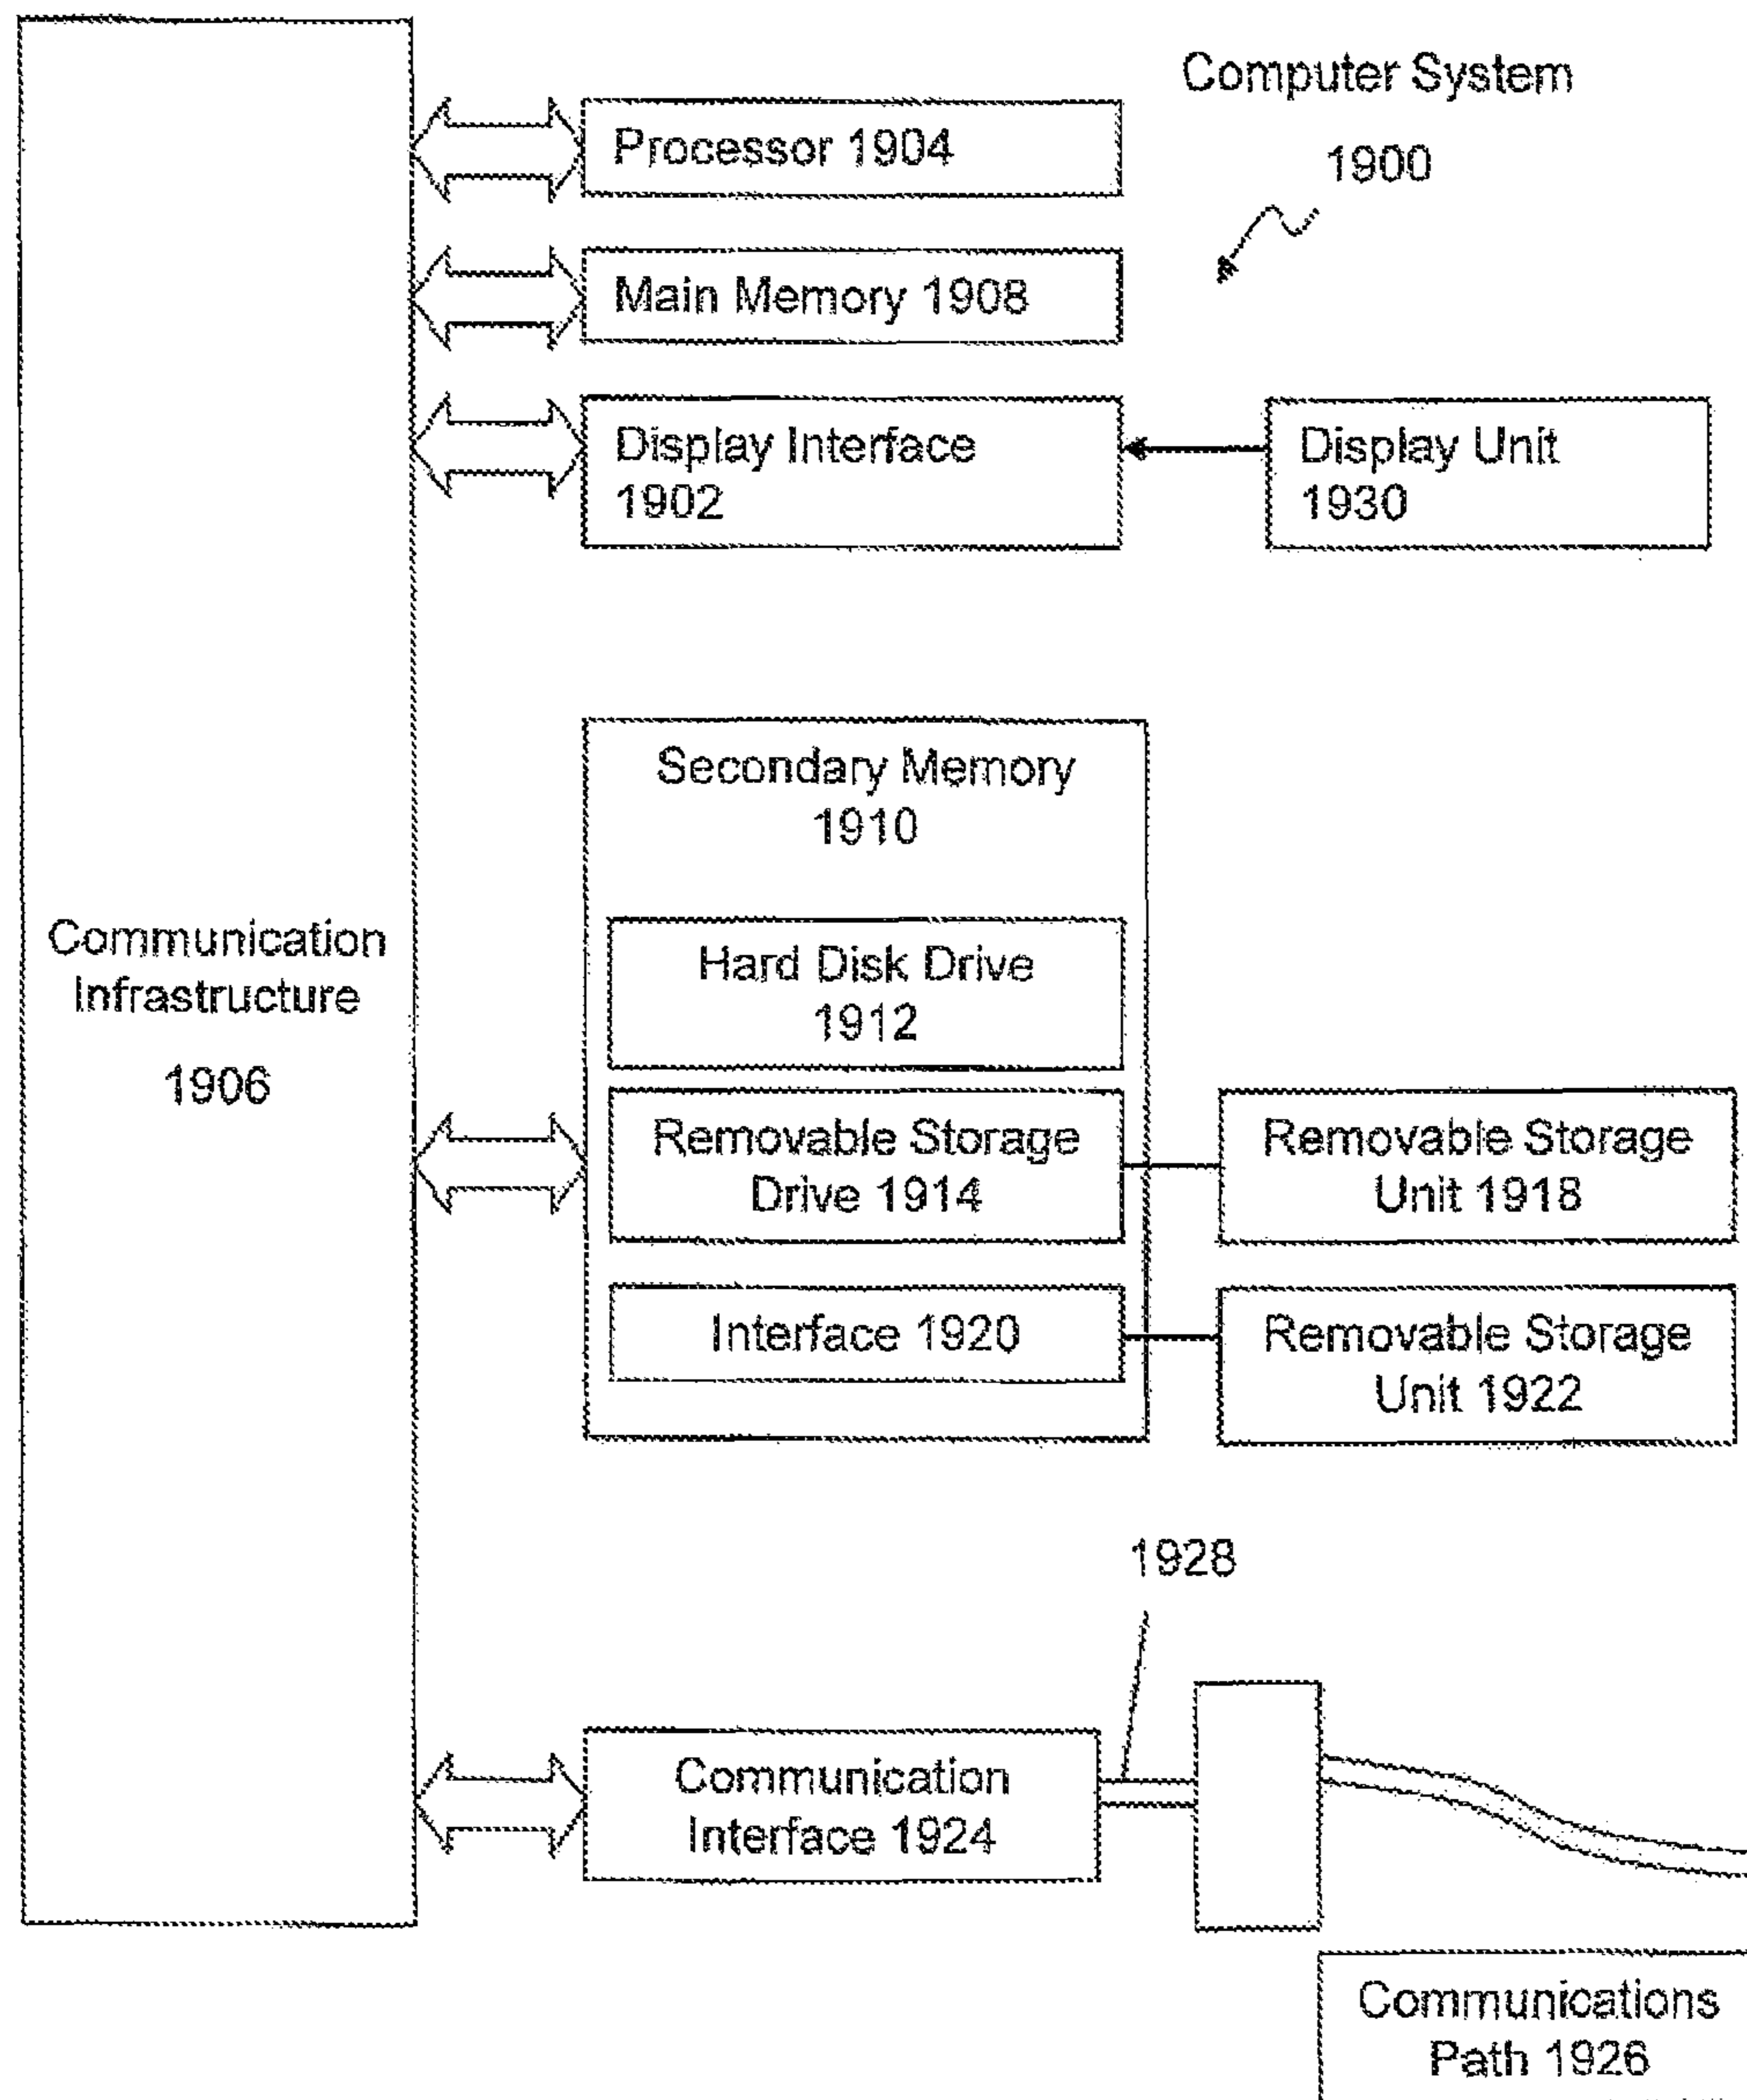 Computer System
1900
Processor 1904
Main Memory 1908
Display Interface
1902
Display Unit
1930
Secondary Memory
1910
Hard Disk Drive
1912
Communication
Infrastructure
1906
Removable Storage
Drive 1914
Removable Storage
Unit 1918
Interface 1920
Removable Storage
Unit 1922
1928
Communication
Interface 1924
Communications
Path 1926